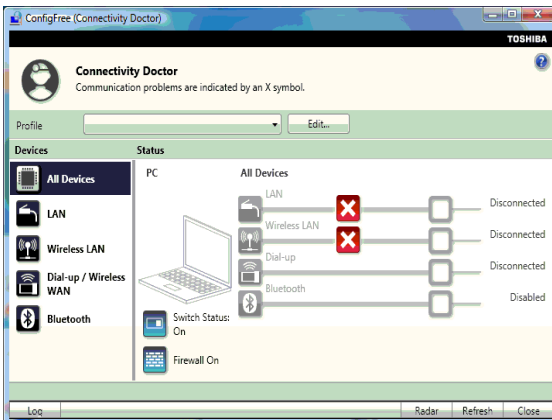 ConfigFree (Connectivity Doctor)
TOSHIBA
Connectivity Doctor
Communication problems are indicated by an X symbol.
?
Profile
Edit...
Devices
Status
All Devices
LAN
Wireless LAN
Dial-up / Wireless
WAN
Bluetooth
PC
Switch Status:
On
Firewall On
All Devices
LAN
Disconnected
Wireless LAN
Disconnected
Dial-up
Disconnected
Bluetooth
Disabled
Log
Radar
Refresh
Close